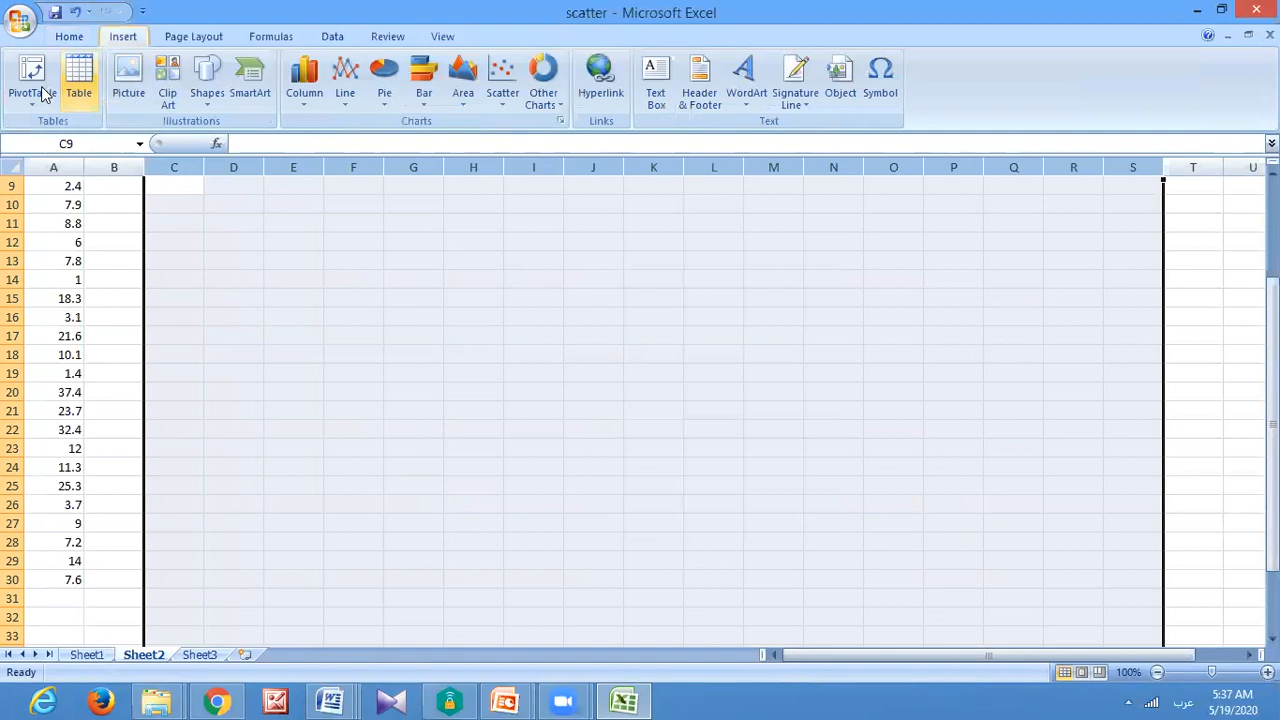 scatter - Microsoft Excel
Home Insert Page Layout Formulas Data Review View
PivotTable Table Picture Clip Art Shapes SmartArt Column Line Pie Bar Area Scatter Other Charts Hyperlink Text Box Header & Footer WordArt Signature Line Object Symbol
Tables Illustrations Charts Links Text
C9 fx
A B C D E F G H I J K L M N O P Q R S T U
9 2.4
10 7.9
11 8.8
12 6
13 7.8
14 1
15 18.3
16 3.1
17 21.6
18 10.1
19 1.4
20 37.4
21 23.7
22 32.4
23 12
24 11.3
25 25.3
26 3.7
27 9
28 7.2
29 14
30 7.6
31
32
33
Sheet1 Sheet2 Sheet3
Ready 100%
عرب 5:37 AM
5/19/2020